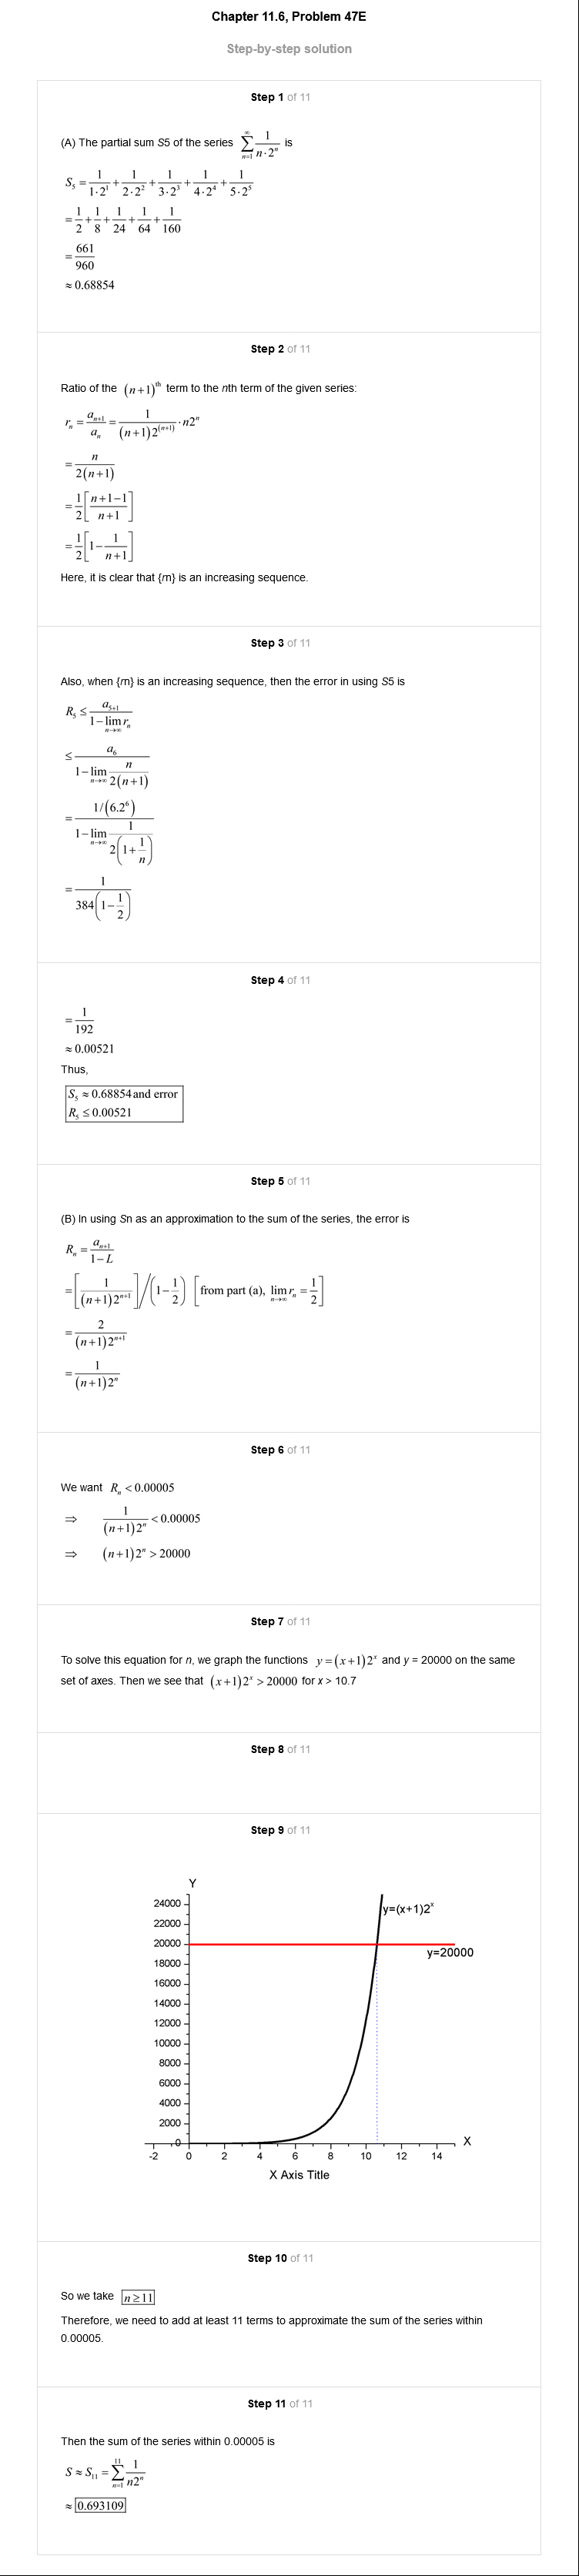 Chapter 11.6, Problem 47E
Step-by-step solution
Step 1 of 11
(A) The partial sum S5 of the series \sum_{n=1}^{\infty} \frac{1}{n \cdot 2^n} is
S_5 = \frac{1}{1 \cdot 2^1} + \frac{1}{2 \cdot 2^2} + \frac{1}{3 \cdot 2^3} + \frac{1}{4 \cdot 2^4} + \frac{1}{5 \cdot 2^5}
= \frac{1}{2} + \frac{1}{8} + \frac{1}{24} + \frac{1}{64} + \frac{1}{160}
= \frac{661}{960}
≈ 0.68854
Step 2 of 11
Ratio of the (n+1)^{th} term to the nth term of the given series:
r_n = \frac{a_{n+1}}{a_n} = \frac{1}{(n+1)2^{(n+1)}} \cdot n2^n
= \frac{n}{2(n+1)}
= \frac{1}{2}\left[\frac{n+1-1}{n+1}\right]
= \frac{1}{2}\left[1-\frac{1}{n+1}\right]
Here, it is clear that {rn} is an increasing sequence.
Step 3 of 11
Also, when {rn} is an increasing sequence, then the error in using S5 is
R_5 ≤ \frac{a_{5+1}}{1-\lim_{n→∞} r_n}
≤ \frac{a_6}{1-\lim_{n→∞} \frac{n}{2(n+1)}}
= \frac{1/(6.2^6)}{1-\lim_{n→∞} \frac{1}{2\left(1+\frac{1}{n}\right)}}
= \frac{1}{384\left(1-\frac{1}{2}\right)}
Step 4 of 11
= \frac{1}{192}
≈ 0.00521
Thus,
S_5 ≈ 0.68854 and error
R_5 ≤ 0.00521
Step 5 of 11
(B) In using Sn as an approximation to the sum of the series, the error is
R_n = \frac{a_{n+1}}{1-L}
= \left[\frac{1}{(n+1)2^{n+1}}\right] / \left(1-\frac{1}{2}\right) \left[from part (a), \lim_{n→∞} r_n = \frac{1}{2}\right]
= \frac{2}{(n+1)2^{n+1}}
= \frac{1}{(n+1)2^n}
Step 6 of 11
We want R_n < 0.00005
⇒ \frac{1}{(n+1)2^n} < 0.00005
⇒ (n+1)2^n > 20000
Step 7 of 11
To solve this equation for n, we graph the functions y = (x+1)2^x and y = 20000 on the same
set of axes. Then we see that (x+1)2^x > 20000 for x > 10.7
Step 8 of 11
Step 9 of 11
Y
24000
y=(x+1)2^x
22000
20000
y=20000
18000
16000
14000
12000
10000
8000
6000
4000
2000
0
X
-2 0 2 4 6 8 10 12 14
X Axis Title
Step 10 of 11
So we take n ≥ 11
Therefore, we need to add at least 11 terms to approximate the sum of the series within
0.00005.
Step 11 of 11
Then the sum of the series within 0.00005 is
S ≈ S_{11} = \sum_{n=1}^{11} \frac{1}{n2^n}
≈ 0.693109